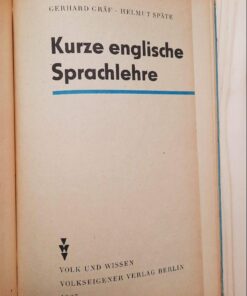 GERHARD GRÄF · HELMUT SPÄTE
Kurze englische
Sprachlehre
VOLK UND WISSEN
VOLKSEIGENER VERLAG BERLIN